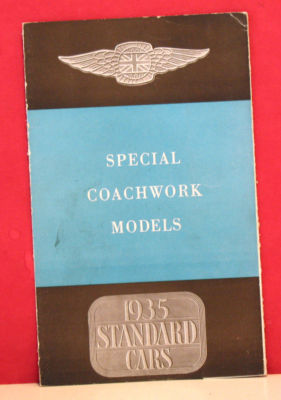 SPECIAL
COACHWORK
MODELS
1935
STANDARD
CARS